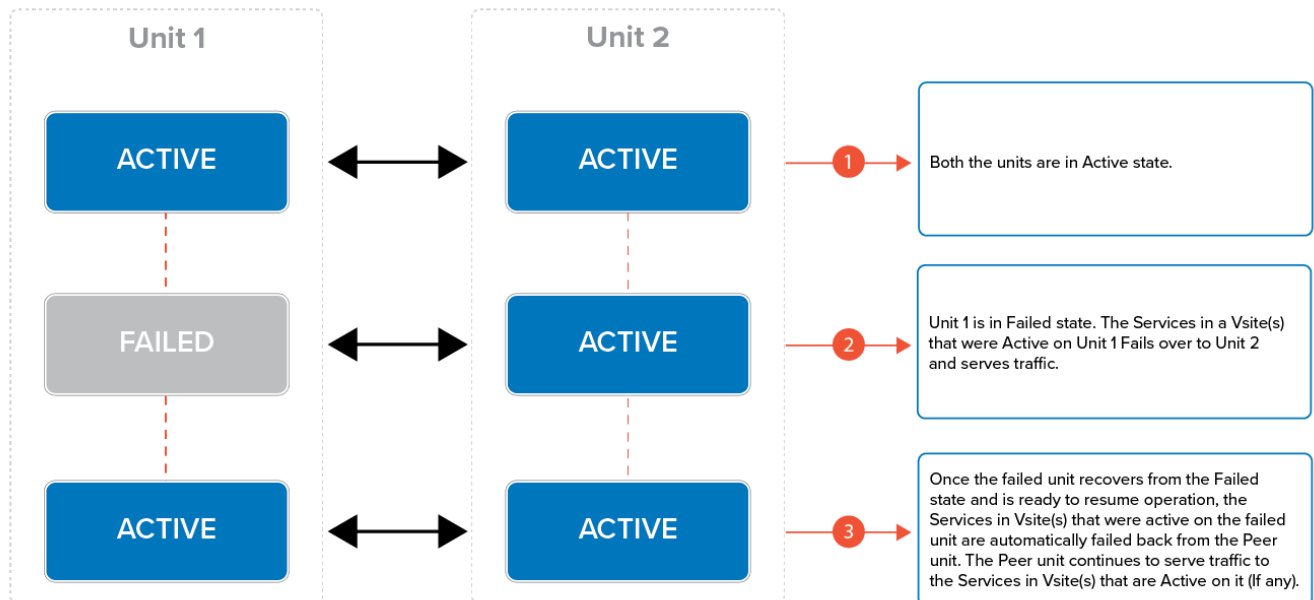 Unit 1
Unit 2
ACTIVE
ACTIVE
1
Both the units are in Active state.
FAILED
ACTIVE
2
Unit 1 is in Failed state. The Services in a Vsite(s)
that were Active on Unit 1 Fails over to Unit 2
and serves traffic.
ACTIVE
ACTIVE
3
Once the failed unit recovers from the Failed
state and is ready to resume operation, the
Services in Vsite(s) that were active on the failed
unit are automatically failed back from the Peer
unit. The Peer unit continues to serve traffic to
the Services in Vsite(s) that are Active on it (If any).